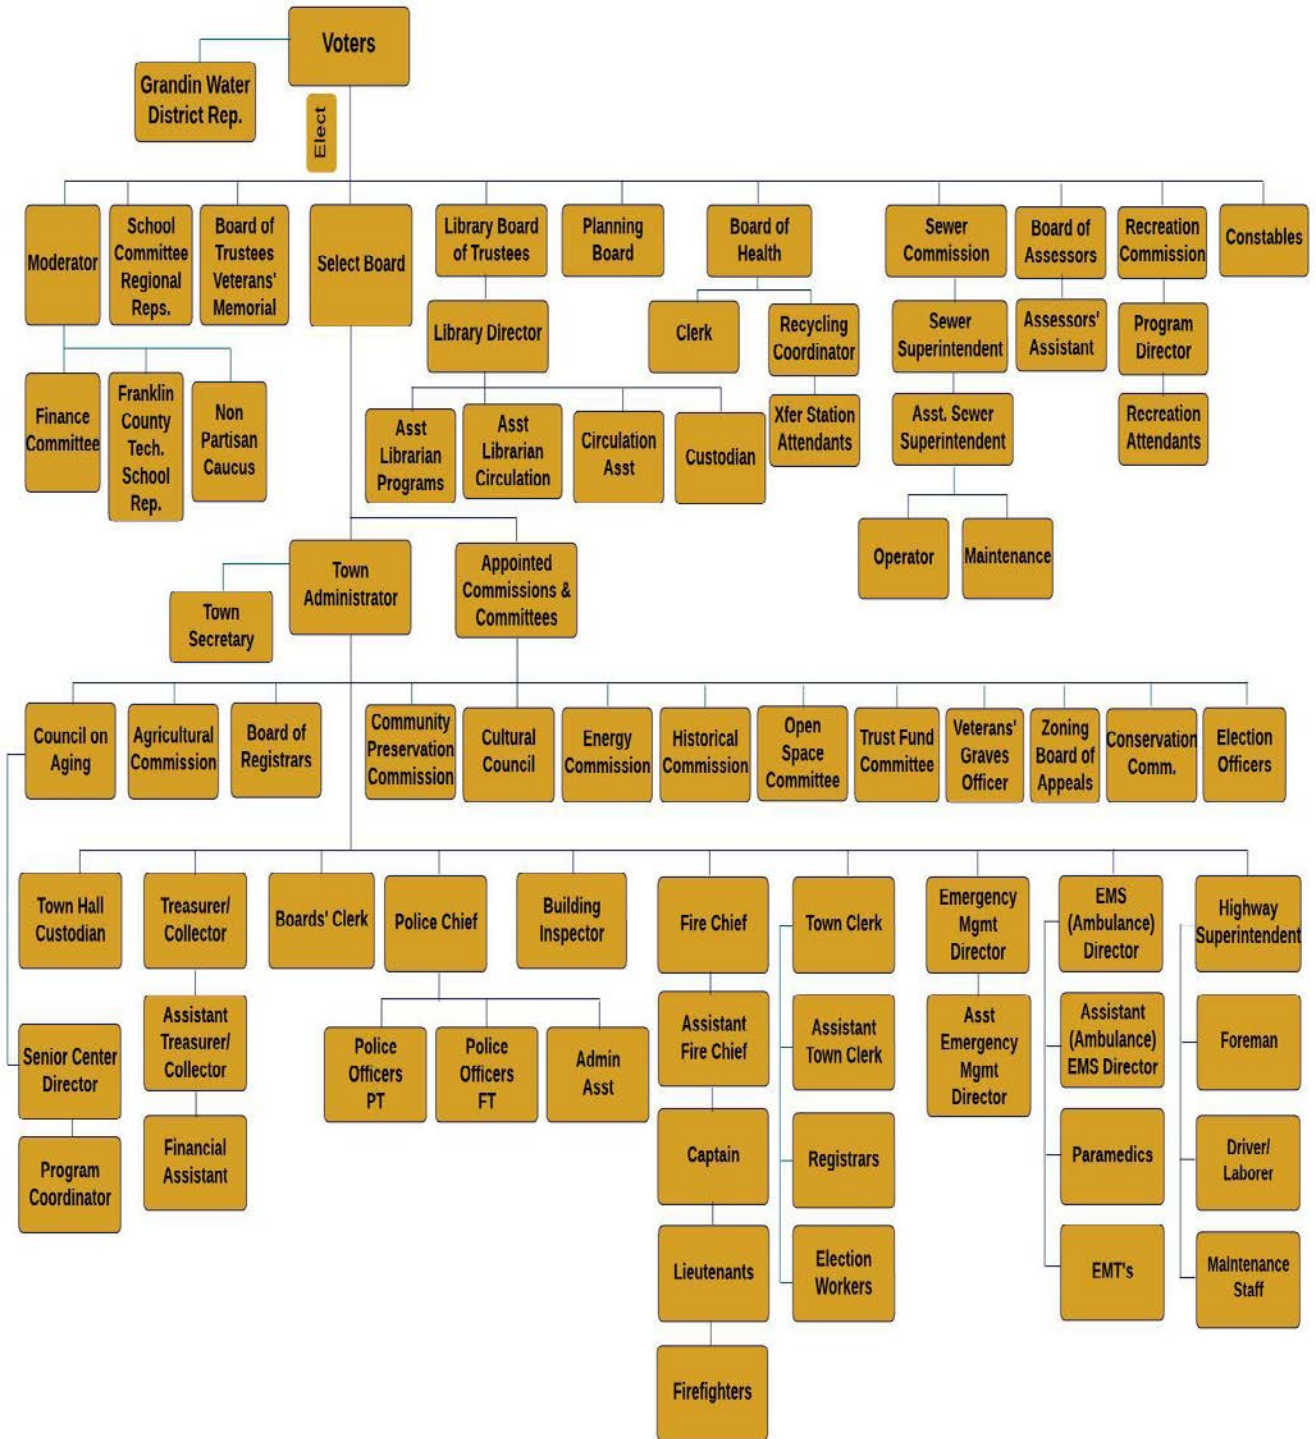 Voters
Grandin Water
District Rep.
Elect
Moderator
School
Committee
Regional
Reps.
Board of
Trustees
Veterans'
Memorial
Select Board
Library Board
of Trustees
Planning
Board
Board of
Health
Sewer
Commission
Board of
Assessors
Recreation
Commission
Constables
Library Director
Clerk
Recycling
Coordinator
Sewer
Superintendent
Assessors'
Assistant
Program
Director
Finance
Committee
Franklin
County
Tech.
School
Rep.
Non
Partisan
Caucus
Asst
Librarian
Programs
Asst
Librarian
Circulation
Circulation
Asst
Custodian
Xfer Station
Attendants
Asst. Sewer
Superintendent
Recreation
Attendants
Operator
Maintenance
Town
Administrator
Appointed
Commissions &
Committees
Town
Secretary
Council on
Aging
Agricultural
Commission
Board of
Registrars
Community
Preservation
Commission
Cultural
Council
Energy
Commission
Historical
Commission
Open
Space
Committee
Trust Fund
Committee
Veterans'
Graves
Officer
Zoning
Board of
Appeals
Conservation
Comm.
Election
Officers
Town Hall
Custodian
Treasurer/
Collector
Boards' Clerk
Police Chief
Building
Inspector
Fire Chief
Town Clerk
Emergency
Mgmt
Director
EMS
(Ambulance)
Director
Highway
Superintendent
Senior Center
Director
Assistant
Treasurer/
Collector
Police
Officers
PT
Police
Officers
FT
Admin
Asst
Assistant
Fire Chief
Assistant
Town Clerk
Asst
Emergency
Mgmt
Director
Assistant
(Ambulance)
EMS Director
Foreman
Program
Coordinator
Financial
Assistant
Captain
Registrars
Paramedics
Driver/
Laborer
Lieutenants
Election
Workers
EMT's
MaIntenance
Staff
Firefighters